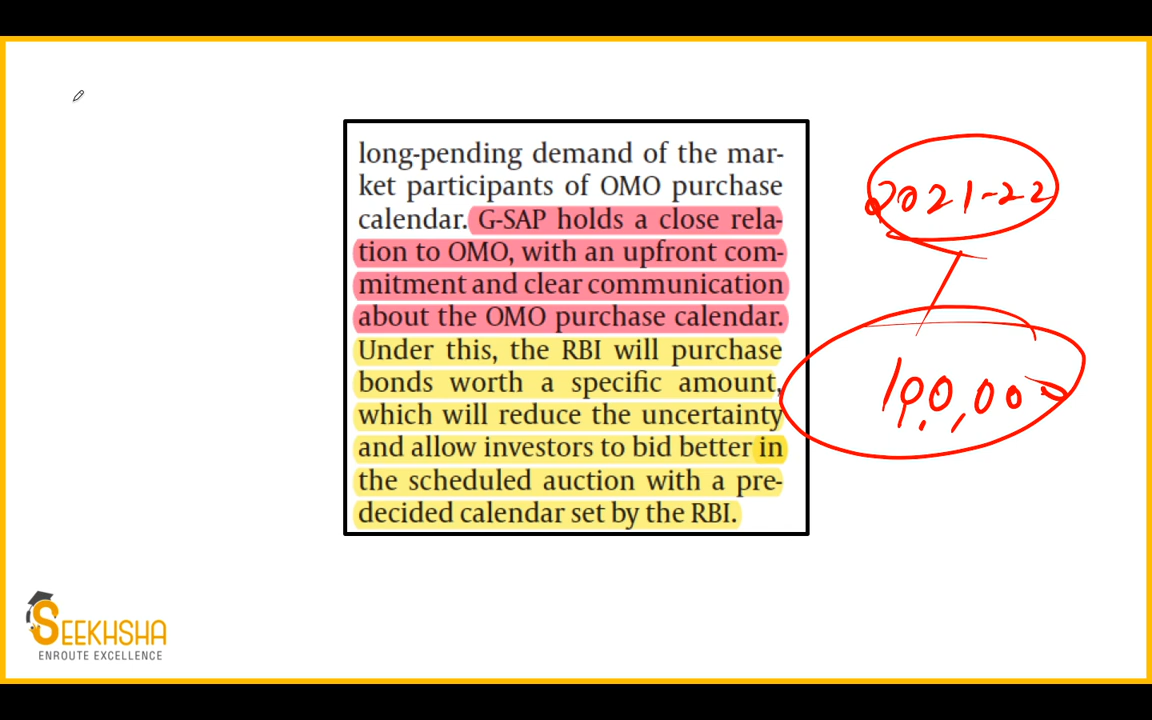 long-pending demand of the mar-
ket participants of OMO purchase
calendar. G-SAP holds a close rela-
tion to OMO, with an upfront com-
mitment and clear communication
about the OMO purchase calendar.
Under this, the RBI will purchase
bonds worth a specific amount,
which will reduce the uncertainty
and allow investors to bid better in
the scheduled auction with a pre-
decided calendar set by the RBI.
2021-22
100,000
SEEKHSHA
ENROUTE EXCELLENCE